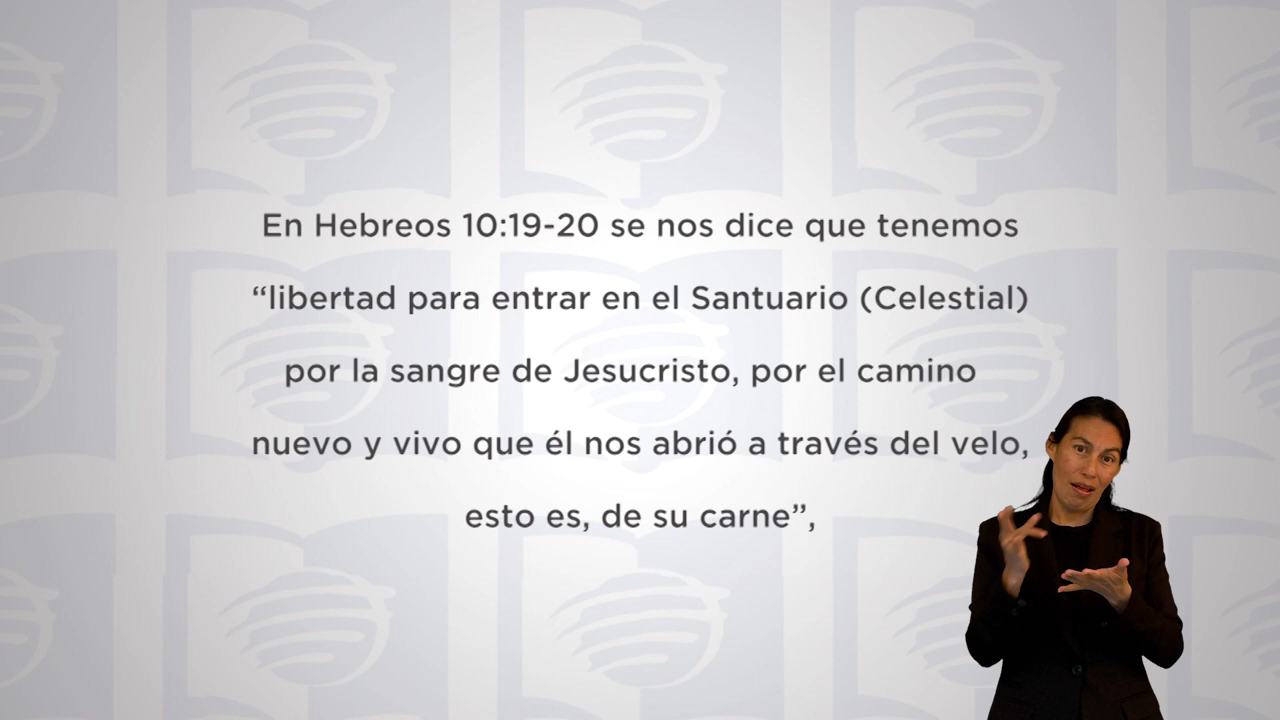 En Hebreos 10:19-20 se nos dice que tenemos
“libertad para entrar en el Santuario (Celestial)
por la sangre de Jesucristo, por el camino
nuevo y vivo que él nos abrió a través del velo,
esto es, de su carne”,